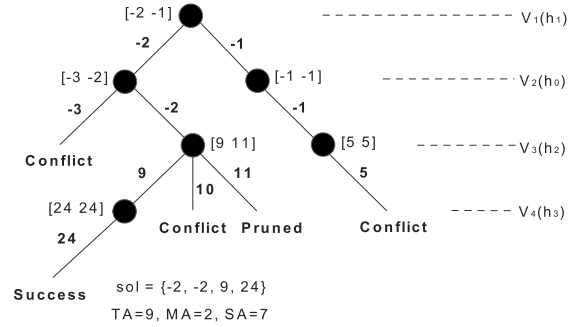 [-2 -1] V₁(h₁)
-2 -1
[-3 -2] [-1 -1] V₂(h₀)
-3 -2 -1
[9 11] [5 5] V₃(h₂)
Conflict
9 10 11 5
[24 24] V₄(h₃)
Conflict Pruned Conflict
24
Success
sol = {-2, -2, 9, 24}
TA=9, MA=2, SA=7